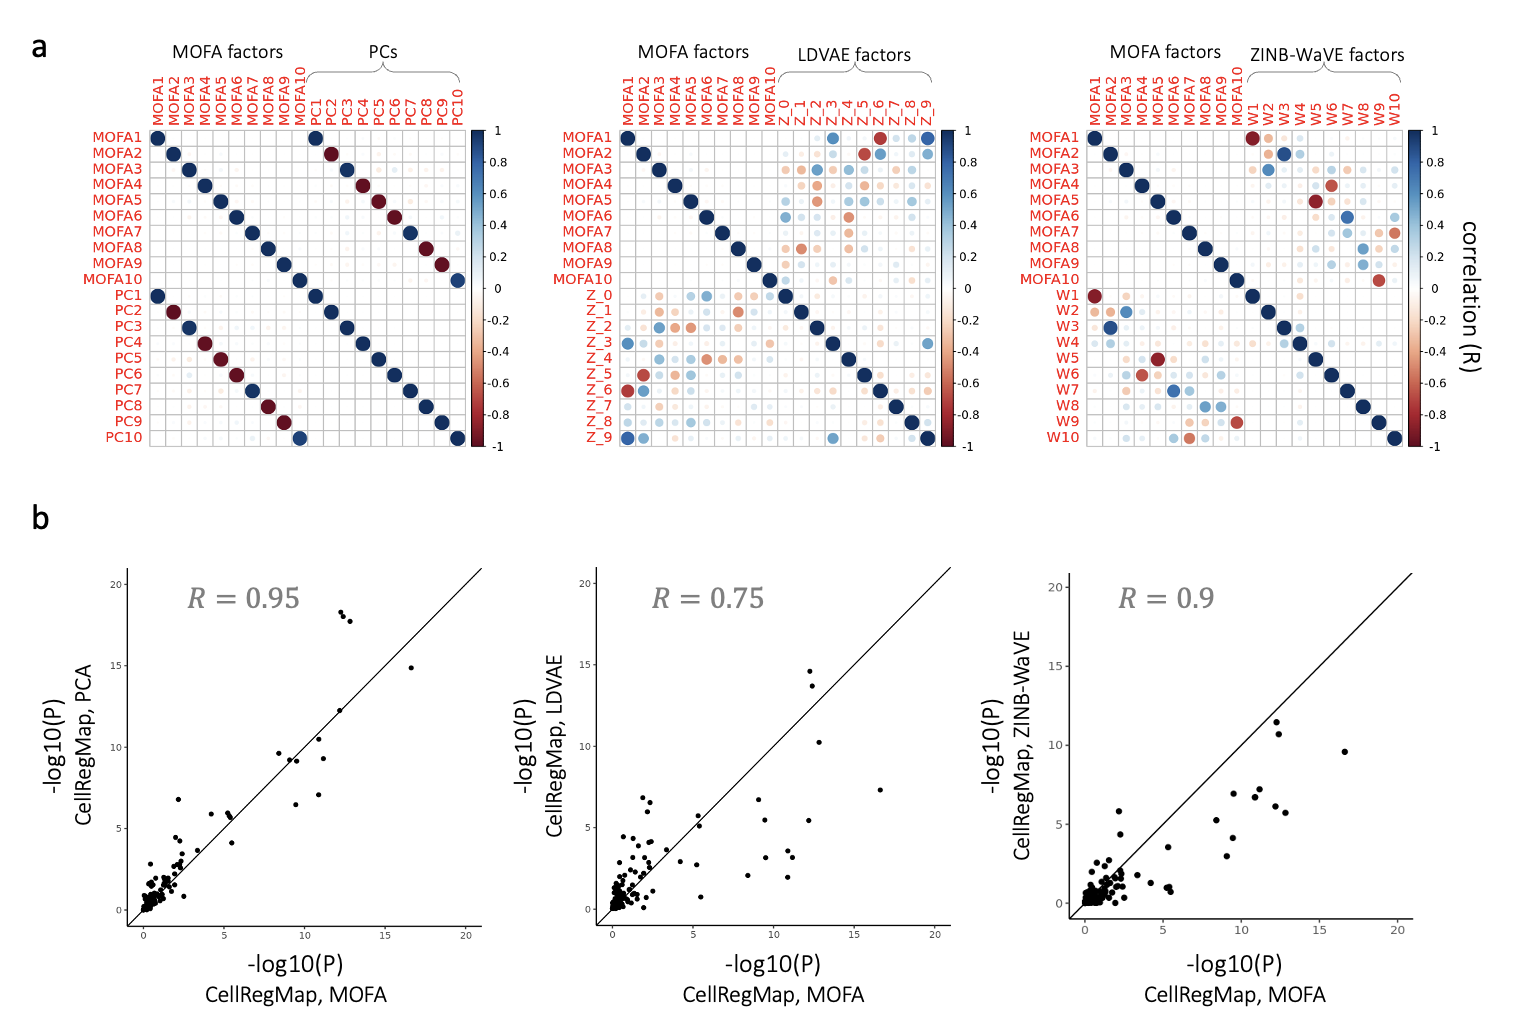 a
MOFA factors
PCs
MOFA1 MOFA2 MOFA3 MOFA4 MOFA5 MOFA6 MOFA7 MOFA8 MOFA9 MOFA10 PC1 PC2 PC3 PC4 PC5 PC6 PC7 PC8 PC9 PC10
MOFA1
MOFA2
MOFA3
MOFA4
MOFA5
MOFA6
MOFA7
MOFA8
MOFA9
MOFA10
PC1
PC2
PC3
PC4
PC5
PC6
PC7
PC8
PC9
PC10
1
0.8
0.6
0.4
0.2
0
-0.2
-0.4
-0.6
-0.8
-1
MOFA factors
LDVAE factors
MOFA1 MOFA2 MOFA3 MOFA4 MOFA5 MOFA6 MOFA7 MOFA8 MOFA9 MOFA10 Z_0 Z_1 Z_2 Z_3 Z_4 Z_5 Z_6 Z_7 Z_8 Z_9
MOFA1
MOFA2
MOFA3
MOFA4
MOFA5
MOFA6
MOFA7
MOFA8
MOFA9
MOFA10
Z_0
Z_1
Z_2
Z_3
Z_4
Z_5
Z_6
Z_7
Z_8
Z_9
1
0.8
0.6
0.4
0.2
0
-0.2
-0.4
-0.6
-0.8
-1
MOFA factors
ZINB-WaVE factors
MOFA1 MOFA2 MOFA3 MOFA4 MOFA5 MOFA6 MOFA7 MOFA8 MOFA9 MOFA10 W1 W2 W3 W4 W5 W6 W7 W8 W9 W10
MOFA1
MOFA2
MOFA3
MOFA4
MOFA5
MOFA6
MOFA7
MOFA8
MOFA9
MOFA10
W1
W2
W3
W4
W5
W6
W7
W8
W9
W10
1
0.8
0.6
0.4
0.2
0
-0.2
-0.4
-0.6
-0.8
-1
correlation (R)
b
R = 0.95
20
15
10
5
0
0 5 10 15 20
-log10(P)
CellRegMap, PCA
-log10(P)
CellRegMap, MOFA
R = 0.75
20
15
10
5
0
0 5 10 15 20
-log10(P)
CellRegMap, LDVAE
-log10(P)
CellRegMap, MOFA
R = 0.9
20
15
10
5
0
0 5 10 15 20
-log10(P)
CellRegMap, ZINB-WaVE
-log10(P)
CellRegMap, MOFA